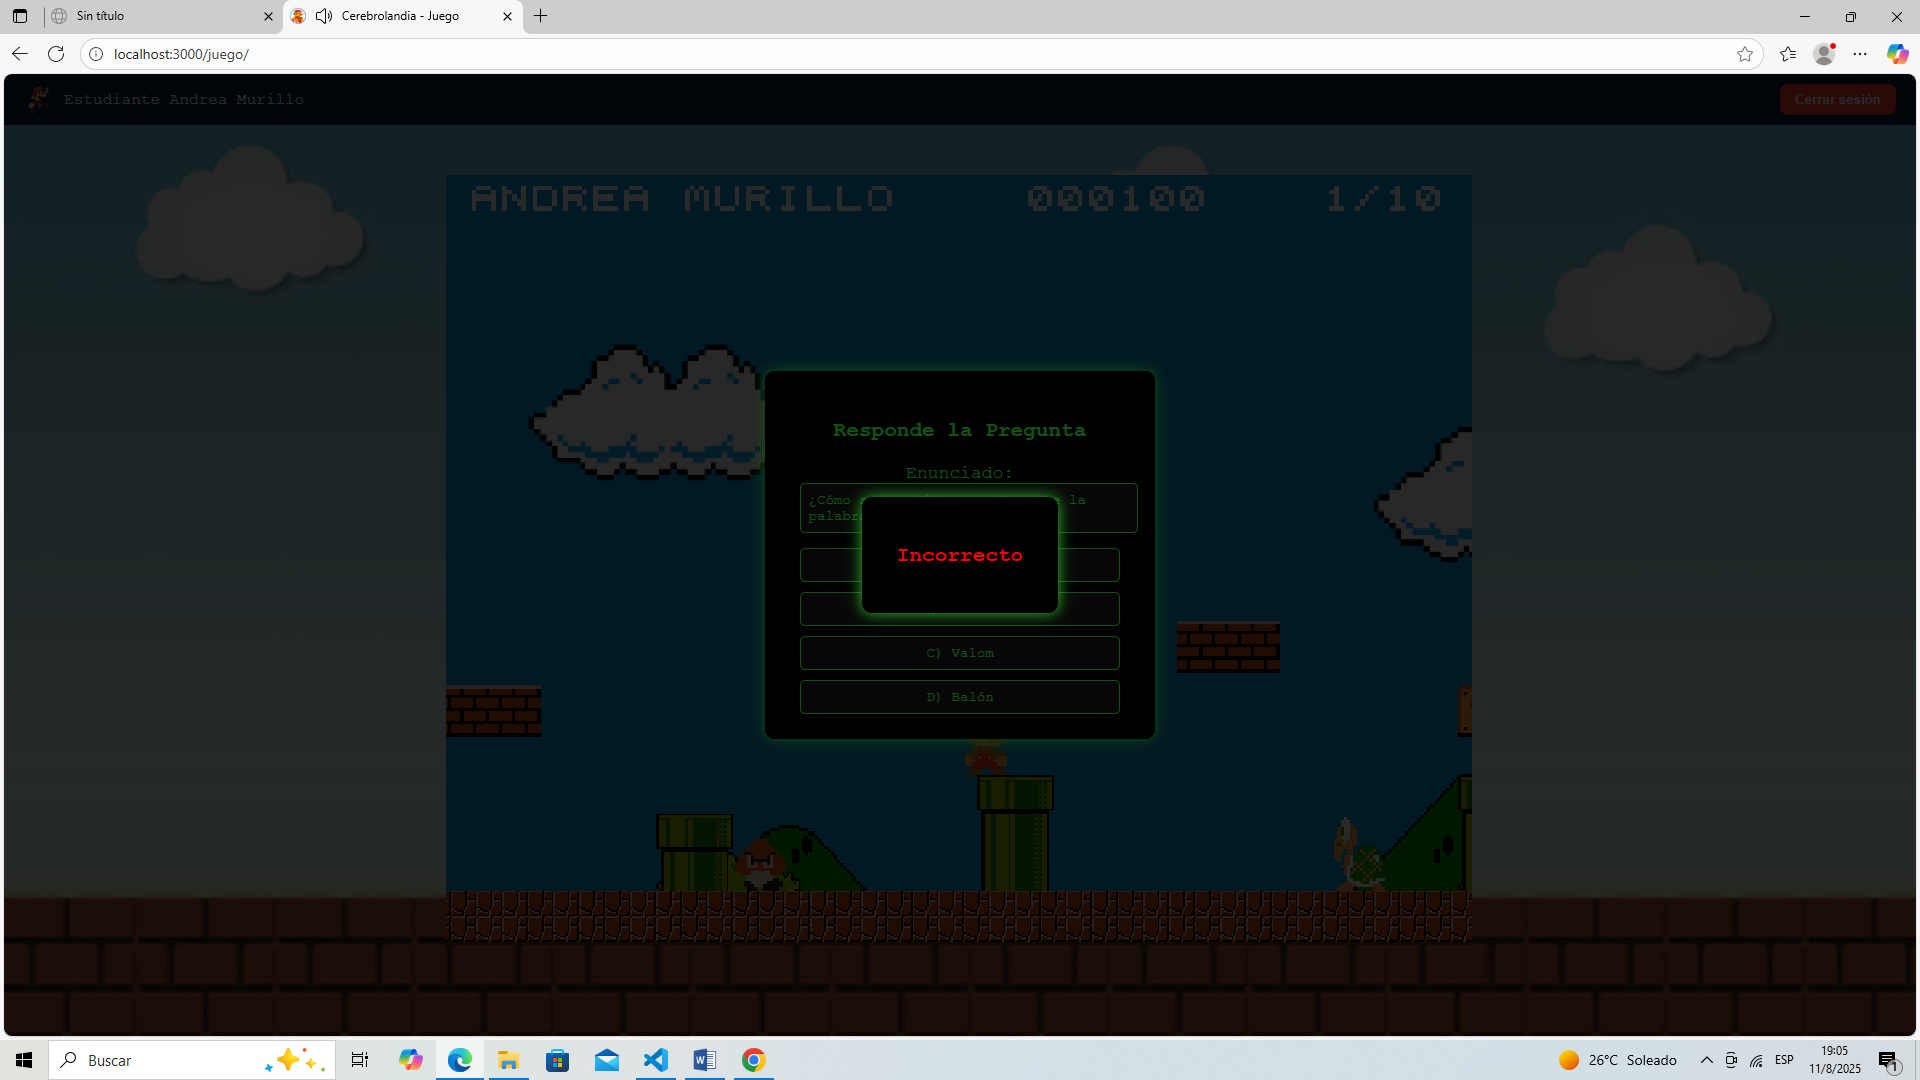 Sin título
Cerebrolandia - Juego
localhost:3000/juego/
Estudiante Andrea Murillo
Cerrar sesión
ANDREA MURILLO 000100 1/10
Responde la Pregunta
Enunciado:
¿Cómo la
Incorrecto
C) Valom
D) Balón
Buscar
26°C Soleado
ESP
19:05
11/8/2025
1